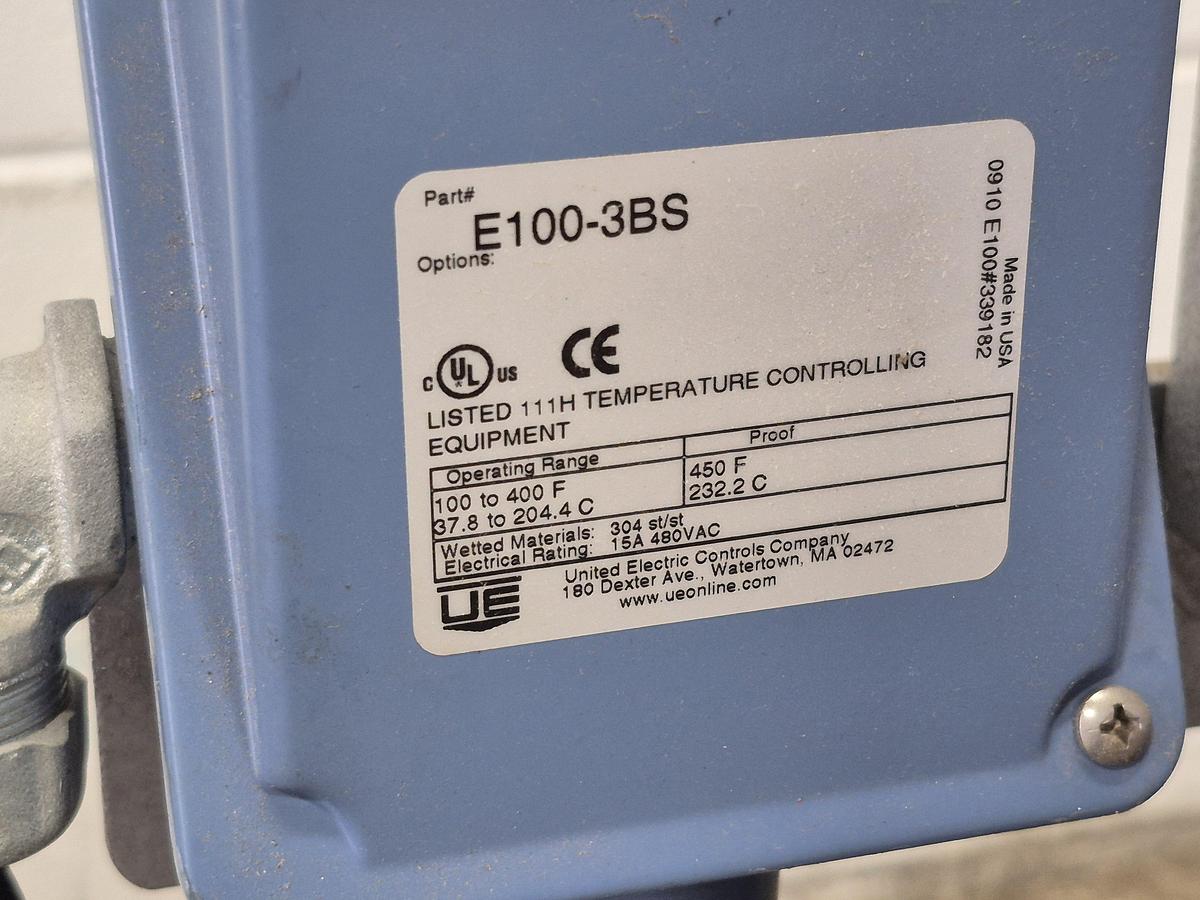 Part#
E100-3BS
Options:
C UL US
CE
LISTED 111H TEMPERATURE CONTROLLING
EQUIPMENT
Operating Range Proof
100 to 400 F 450 F
37.8 to 204.4 C 232.2 C
Wetted Materials: 304 st/st
Electrical Rating: 15A 480VAC
UE
United Electric Controls Company
180 Dexter Ave., Watertown, MA 02472
www.ueonline.com
Made in USA
0910 E100#339182